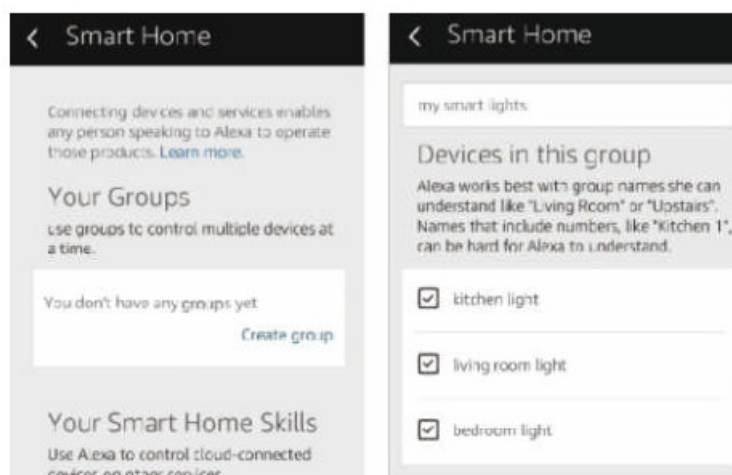 Smart Home
Connecting devices and services enables
any person speaking to Alexa to operate
those products. Learn more.
Your Groups
use groups to control multiple devices at
a time.
You don't have any groups yet
Create group
Your Smart Home Skills
Use Alexa to control cloud-connected
devices on other services
Smart Home
my smart lights
Devices in this group
Alexa works best with group names she can
understand like "Living Room" or "Upstairs".
Names that include numbers, like "Kitchen 1",
can be hard for Alexa to understand.
kitchen light
living room light
bedroom light